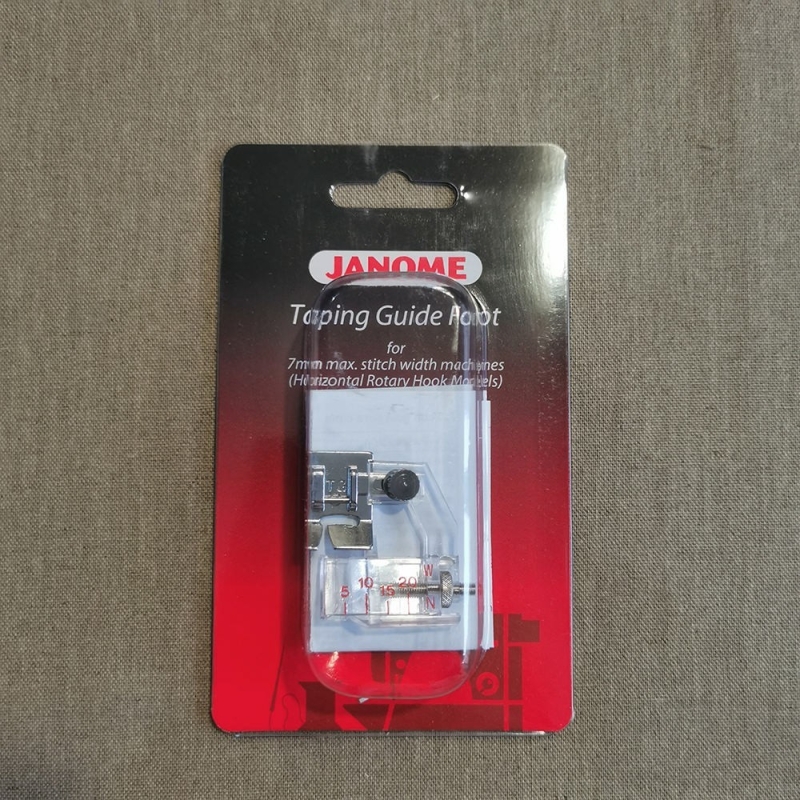 JANOME
Taping Guide Foot
for
7mm max. stitch width machines
(Horizontal Rotary Hook Models)
W
5 10 15 20
N